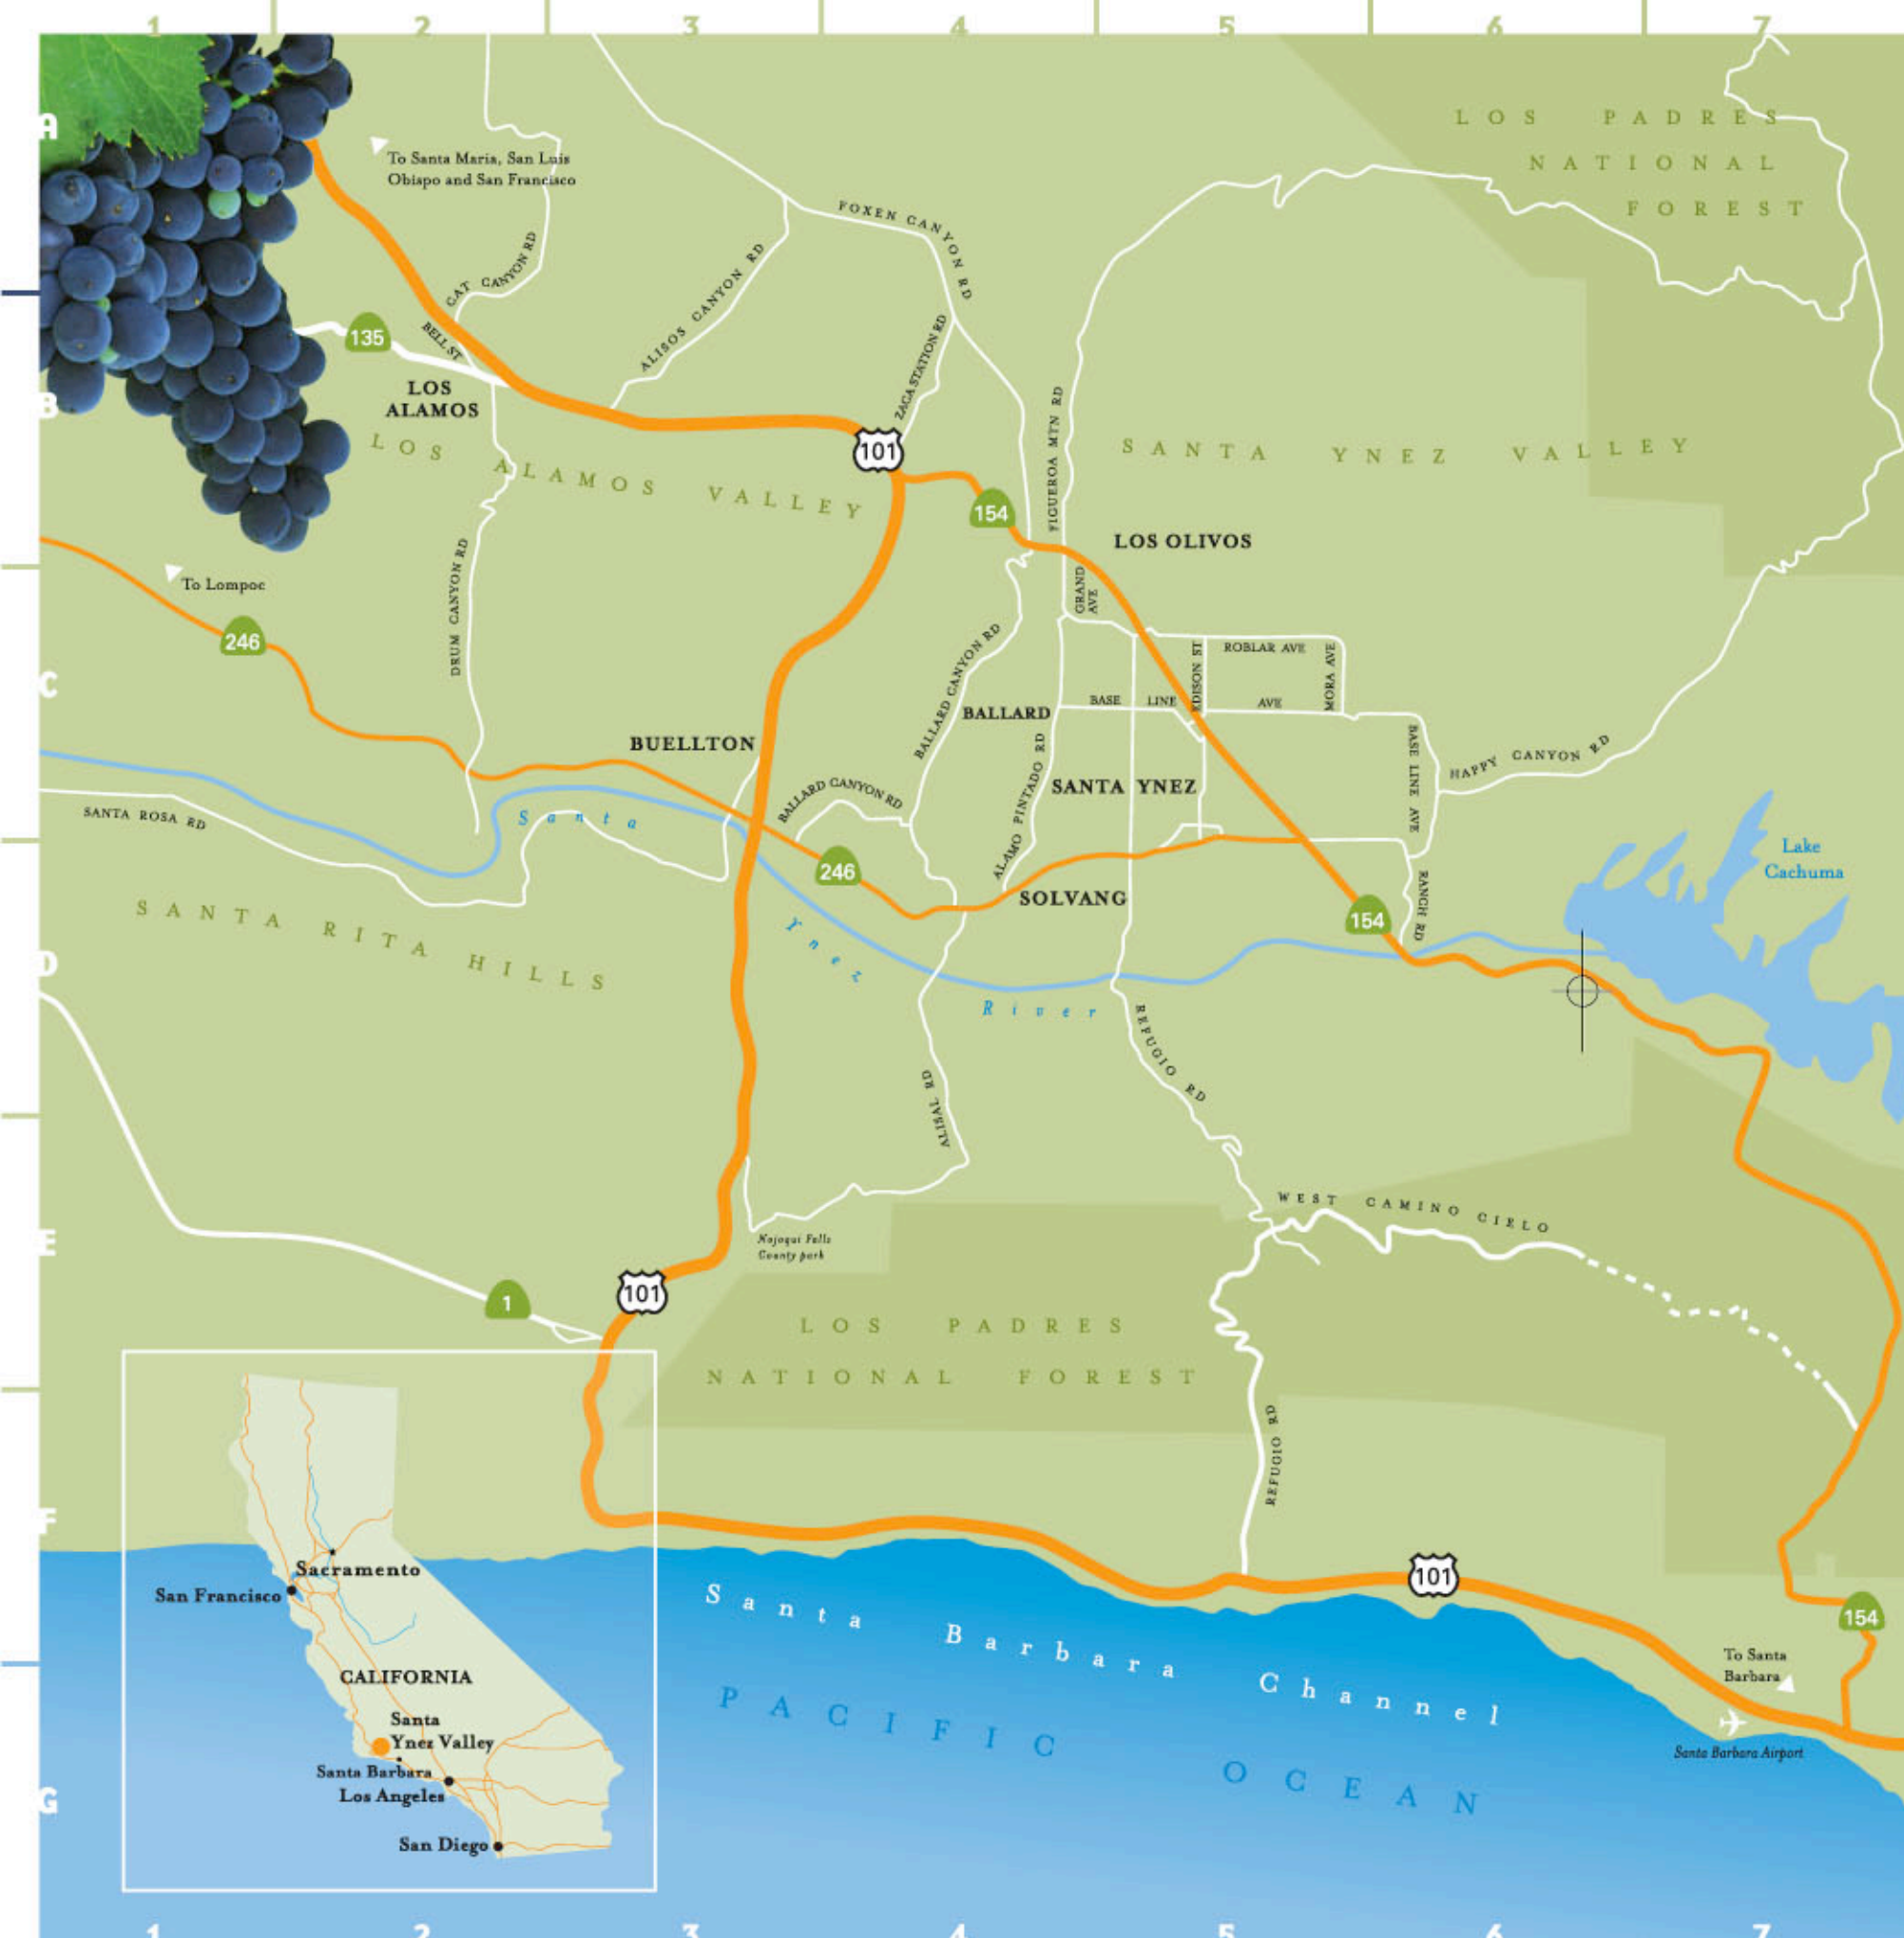 1 2 3 4 5 6 7
A
LOS PADRES
NATIONAL
FOREST
To Santa Maria, San Luis
Obispo and San Francisco
FOXEN CANYON RD
CAT CANYON RD
ALISOS CANYON RD
BELL ST
135
ZACA STATION RD
LOS
ALAMOS
B
FIGUEROA MTN RD
LOS ALAMOS VALLEY
101
SANTA YNEZ VALLEY
154
LOS OLIVOS
To Lompoc
246
DRUM CANYON RD
GRAND
AVE
BALLARD CANYON RD
EDISON ST
ROBLAR AVE
MORA AVE
C
BASE LINE AVE
BALLARD
BUELLTON
ALAMO PINTADO RD
BASE LINE AVE
HAPPY CANYON RD
SANTA YNEZ
BALLARD CANYON RD
SANTA ROSA RD
Santa
Ynez
River
246
SOLVANG
Lake
Cachuma
RANCH RD
154
SANTA RITA HILLS
D
REFUGIO RD
ALISAL RD
WEST CAMINO CIELO
E
Nojoqui Falls
County park
101
1
LOS PADRES
NATIONAL FOREST
REFUGIO RD
F
Sacramento
San Francisco
101
Santa Barbara Channel
154
To Santa
Barbara
CALIFORNIA
PACIFIC OCEAN
Santa
Ynez Valley
Santa Barbara
Los Angeles
San Diego
Santa Barbara Airport
G
1 2 3 4 5 6 7